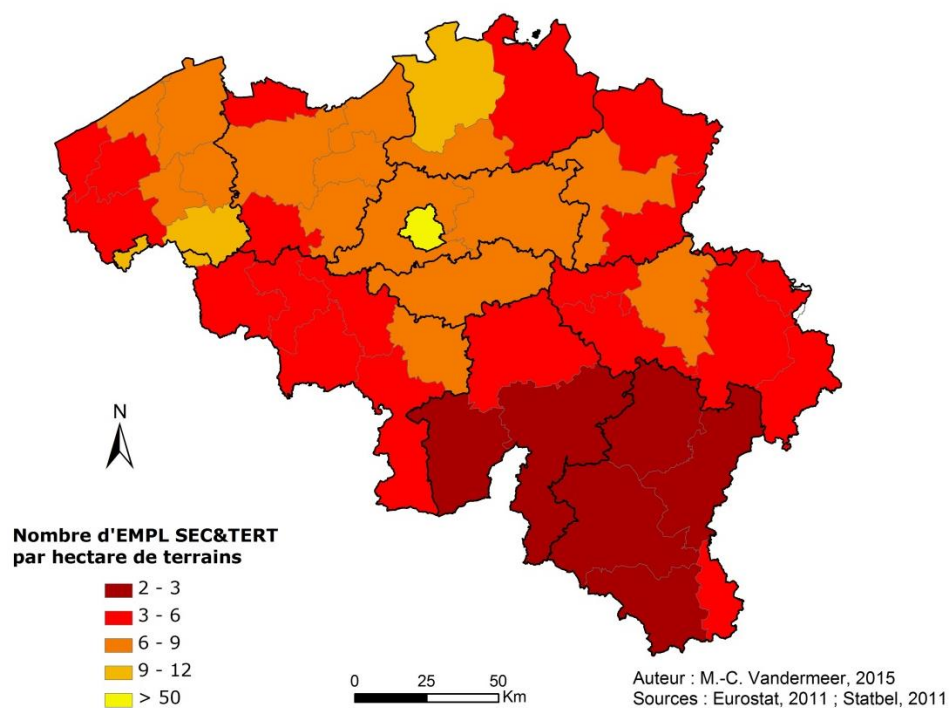 N
Nombre d'EMPL SEC&TERT
par hectare de terrains
2 - 3
3 - 6
6 - 9
9 - 12
> 50
0 25 50
Km
Auteur : M.-C. Vandermeer, 2015
Sources : Eurostat, 2011 ; Statbel, 2011